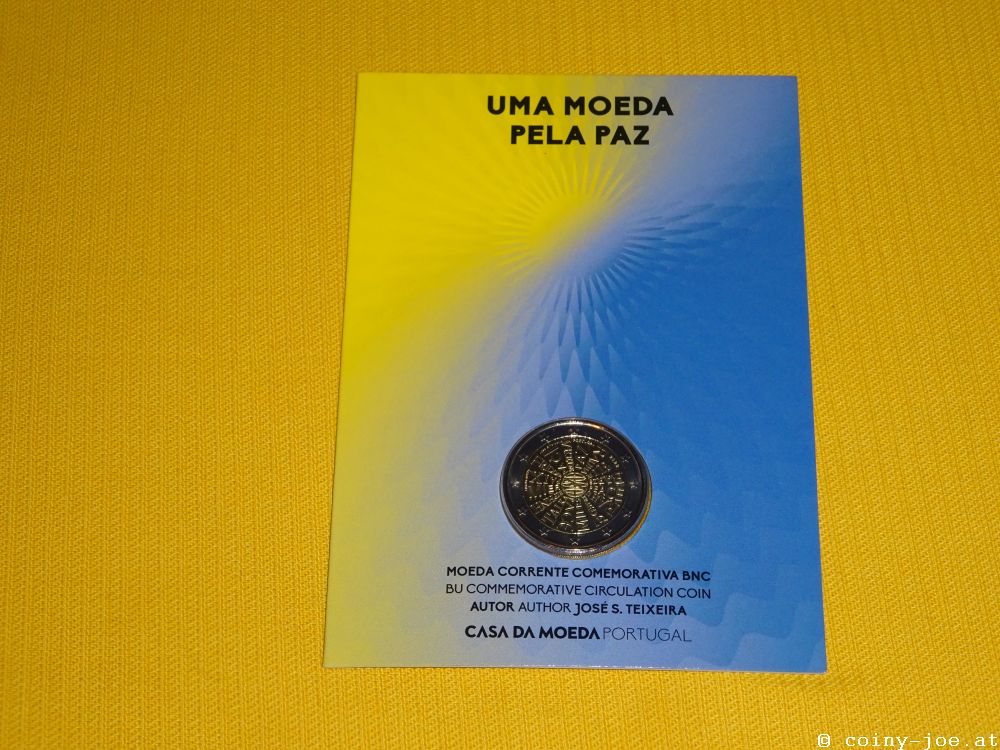 UMA MOEDA
PELA PAZ
MOEDA CORRENTE COMEMORATIVA BNC
BU COMMEMORATIVE CIRCULATION COIN
AUTOR AUTHOR JOSÉ S. TEIXEIRA
CASA DA MOEDA PORTUGAL
© coiny-joe.at